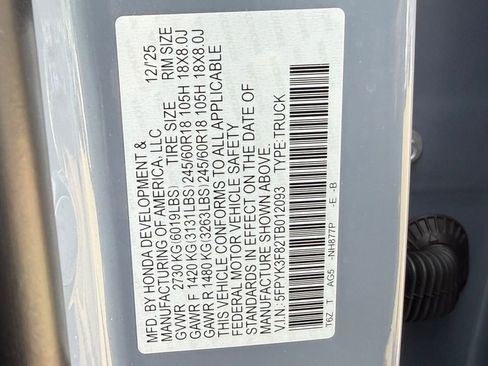 MFD. BY HONDA DEVELOPMENT & 12/25
MANUFACTURING OF AMERICA, LLC
GVWR 2730 KG (6019LBS) TIRE SIZE RIM SIZE
GAWR F 1420 KG (3131LBS) 245/60R18 105H 18X8.0J
GAWR R 1480 KG (3263LBS) 245/60R18 105H 18X8.0J
THIS VEHICLE CONFORMS TO ALL APPLICABLE
FEDERAL MOTOR VEHICLE SAFETY
STANDARDS IN EFFECT ON THE DATE OF
MANUFACTURE SHOWN ABOVE.
V.I.N.: 5FPYK3F82TB012093 TYPE:TRUCK
T6Z T AG5 -NH877P -E -B